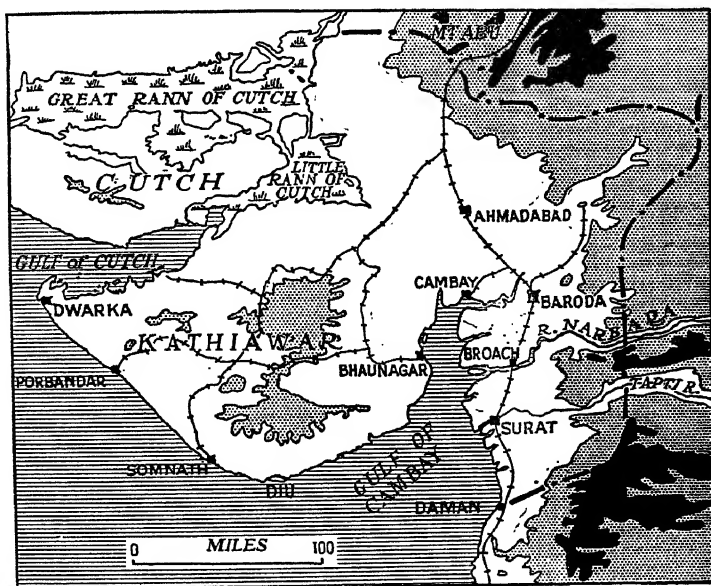 MT ABU
GREAT RANN OF CUTCH
LITTLE
RANN OF
CUTCH
CUTCH
AHMADABAD
GULF OF CUTCH
CAMBAY
BARODA
DWARKA
R. NARBADA
KATHIAWAR
BROACH
BHAUNAGAR
PORBANDAR
TAPTI R.
SURAT
GULF OF
CAMBAY
SOMNATH
DIU
DAMAN
0 MILES 100